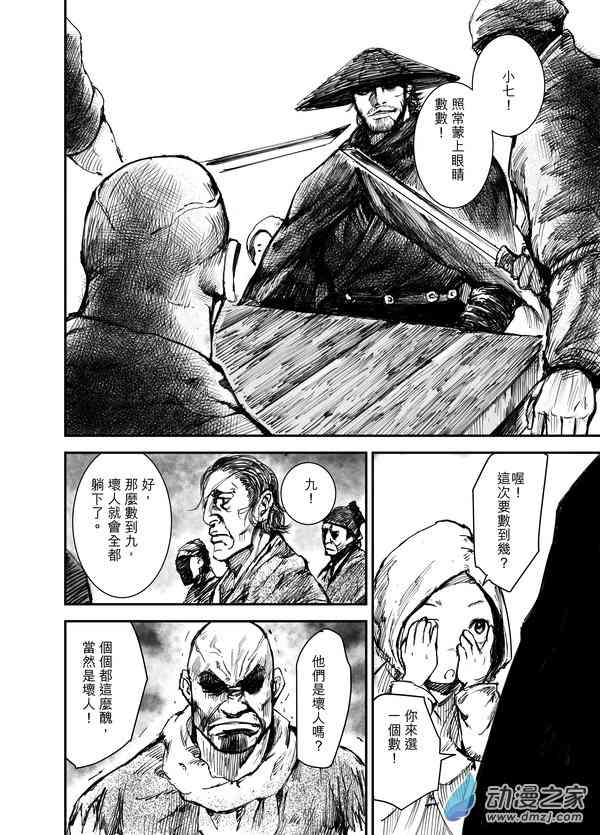 小七！
照常蒙上眼睛
數數！
喔！
這次要數到幾？
你來選
一個數！
九！
好，
那麼數到九，
壞人就會全都
躺下了。
他們是壞人嗎？
個個都這麼醜，
當然是壞人！
动漫之家
www.dmzj.com